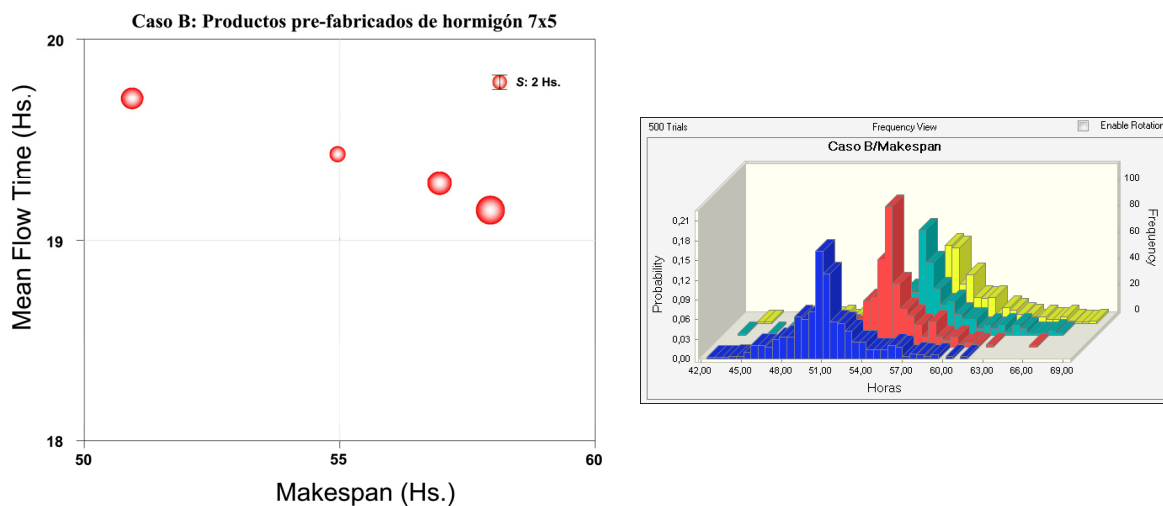 Caso B: Productos pre-fabricados de hormigón 7x5
20
19
18
Mean Flow Time (Hs.)
S: 2 Hs.
50
55
60
Makespan (Hs.)
500 Trials
Frequency View
Enable Rotation
Caso B/Makespan
0,21
0,18
0,15
0,12
0,09
0,06
0,03
0,00
Probability
100
80
60
40
20
0
Frequency
42,00
45,00
48,00
51,00
54,00
57,00
60,00
63,00
66,00
69,00
Horas